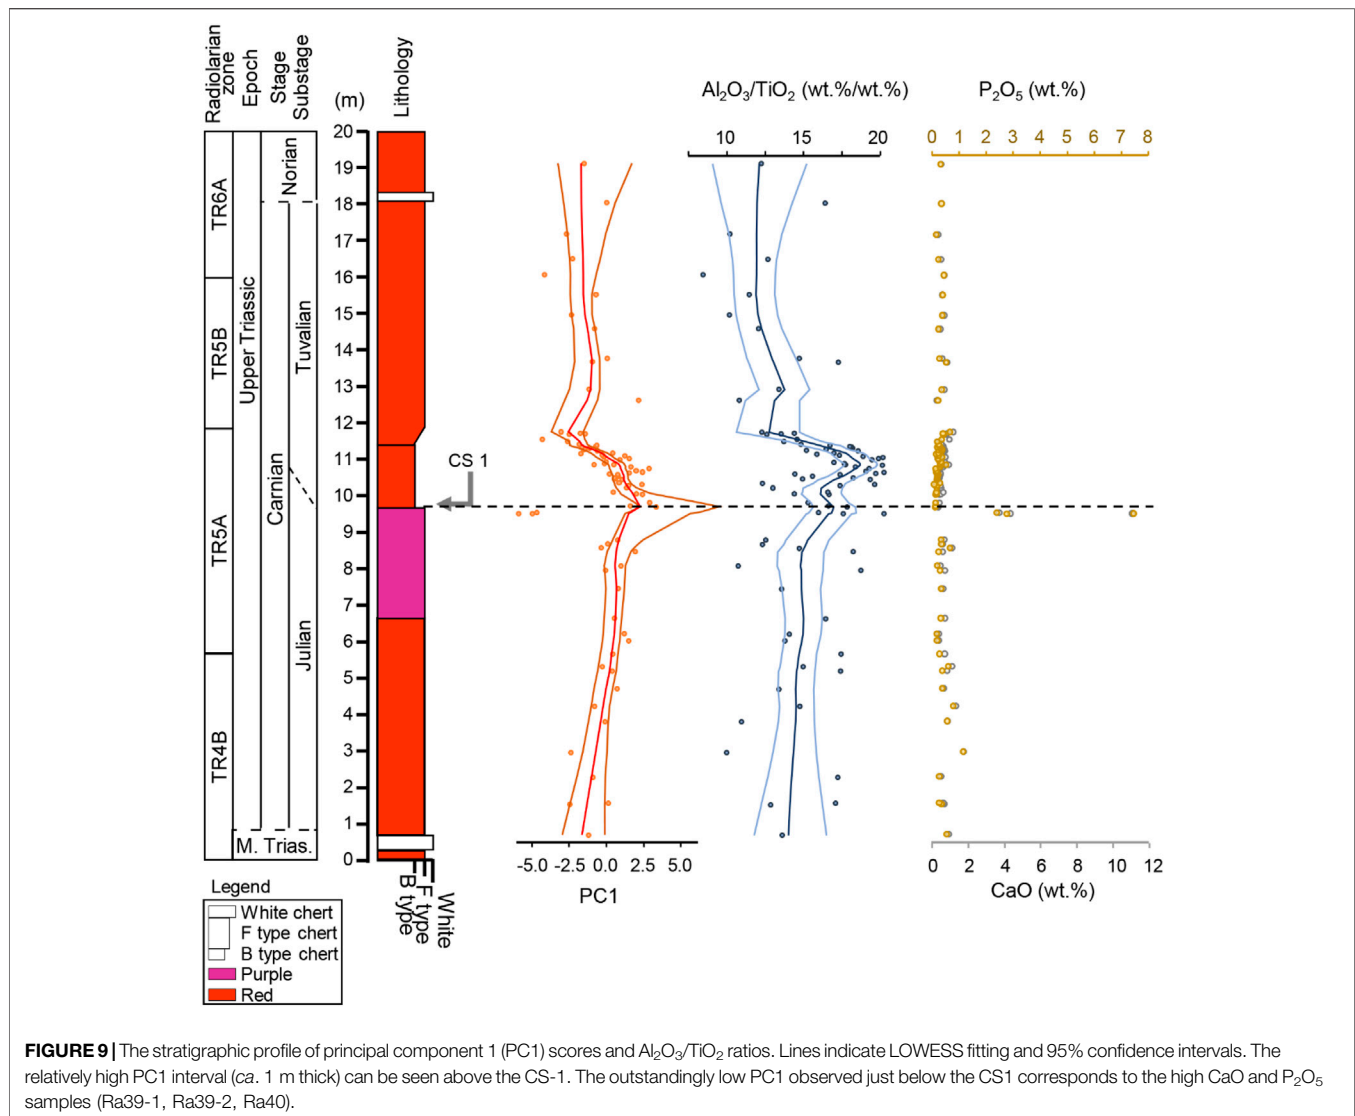 Radiolarian
zone
Epoch
Stage
Substage
Lithology
(m)
Al₂O₃/TiO₂ (wt.%/wt.%)
P₂O₅ (wt.%)
10 15 20
0 1 2 3 4 5 6 7 8
20
19
18
17
16
15
14
13
12
11
10
9
8
7
6
5
4
3
2
1
0
TR6A
TR5B
TR5A
TR4B
Upper Triassic
M. Trias.
Carnian
Norian
Tuvalian
Julian
CS 1
-5.0 -2.5 0.0 2.5 5.0
PC1
0 2 4 6 8 10 12
CaO (wt.%)
B type
F type
White
Legend
White chert
F type chert
B type chert
Purple
Red
FIGURE 9 | The stratigraphic profile of principal component 1 (PC1) scores and Al₂O₃/TiO₂ ratios. Lines indicate LOWESS fitting and 95% confidence intervals. The
relatively high PC1 interval (ca. 1 m thick) can be seen above the CS-1. The outstandingly low PC1 observed just below the CS1 corresponds to the high CaO and P₂O₅
samples (Ra39-1, Ra39-2, Ra40).